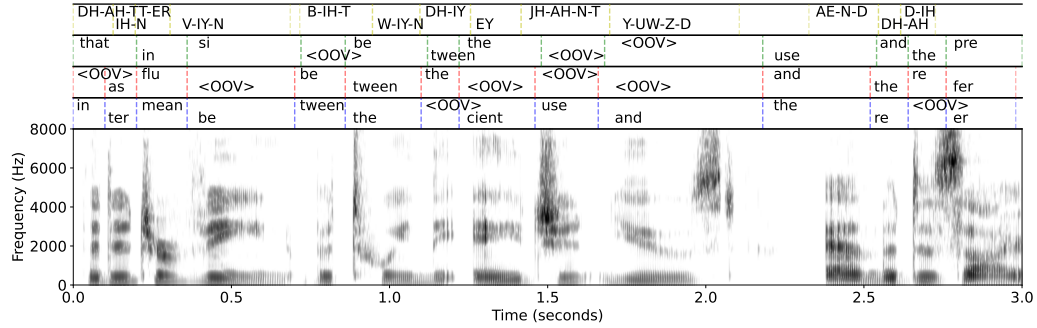 DH-AH-TT-ER B-IH-T DH-IY JH-AH-N-T AE-N-D D-IH
IH-N V-IY-N W-IY-N EY Y-UW-Z-D DH-AH
that si be the <OOV> and pre
in <OOV> tween <OOV> use the
<OOV> flu be the <OOV> and re
as <OOV> tween <OOV> <OOV> the fer
in mean tween <OOV> use the <OOV>
ter be the cient and re er
8000
6000
4000
2000
0
Frequency (Hz)
0.0 0.5 1.0 1.5 2.0 2.5 3.0
Time (seconds)